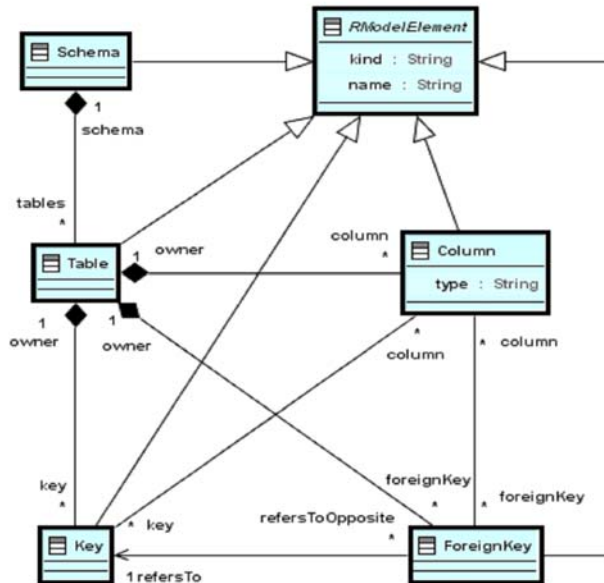 Schema
RModelElement
kind : String
name : String
1
schema
tables
*
Table
1
owner
column
*
Column
type : String
1
owner
1
owner
*
column
*
column
key
*
*
key
foreignKey
*
*
foreignKey
refersToOpposite
*
Key
1 refersTo
ForeignKey